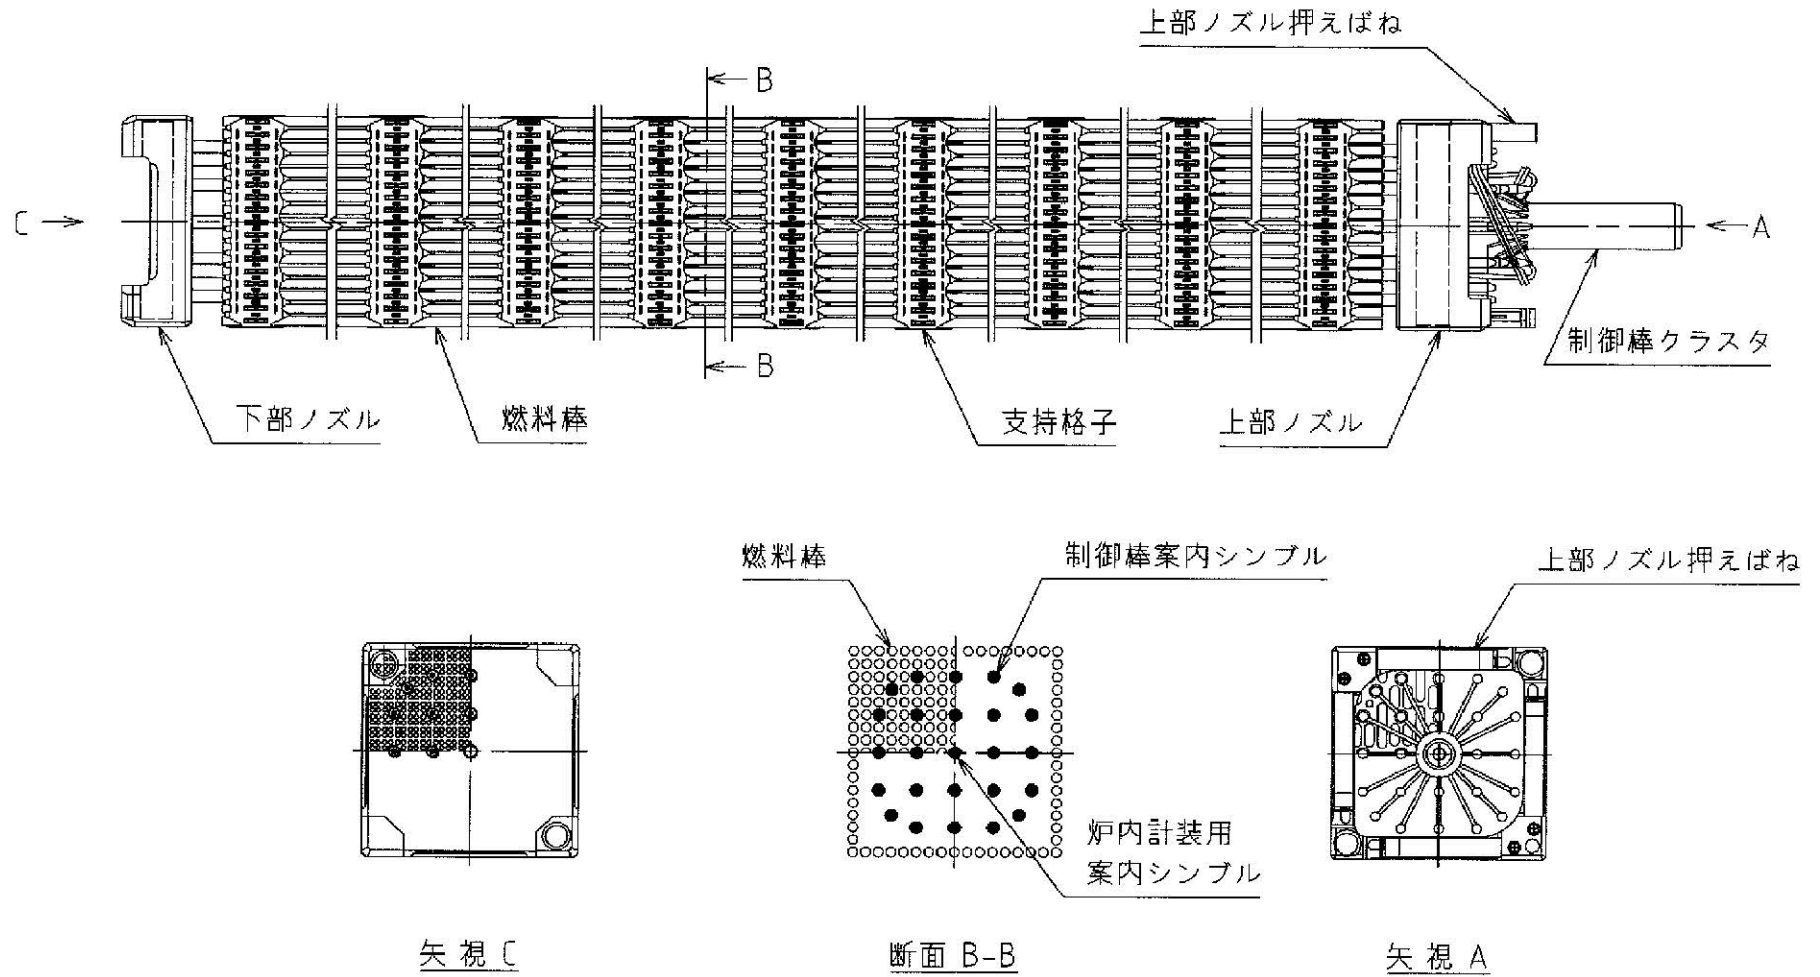 上部ノズル押えばね
B
C
A
制御棒クラスタ
B
下部ノズル
燃料棒
支持格子
上部ノズル
燃料棒
制御棒案内シンブル
上部ノズル押えばね
炉内計装用
案内シンブル
矢視 C
断面 B-B
矢視 A